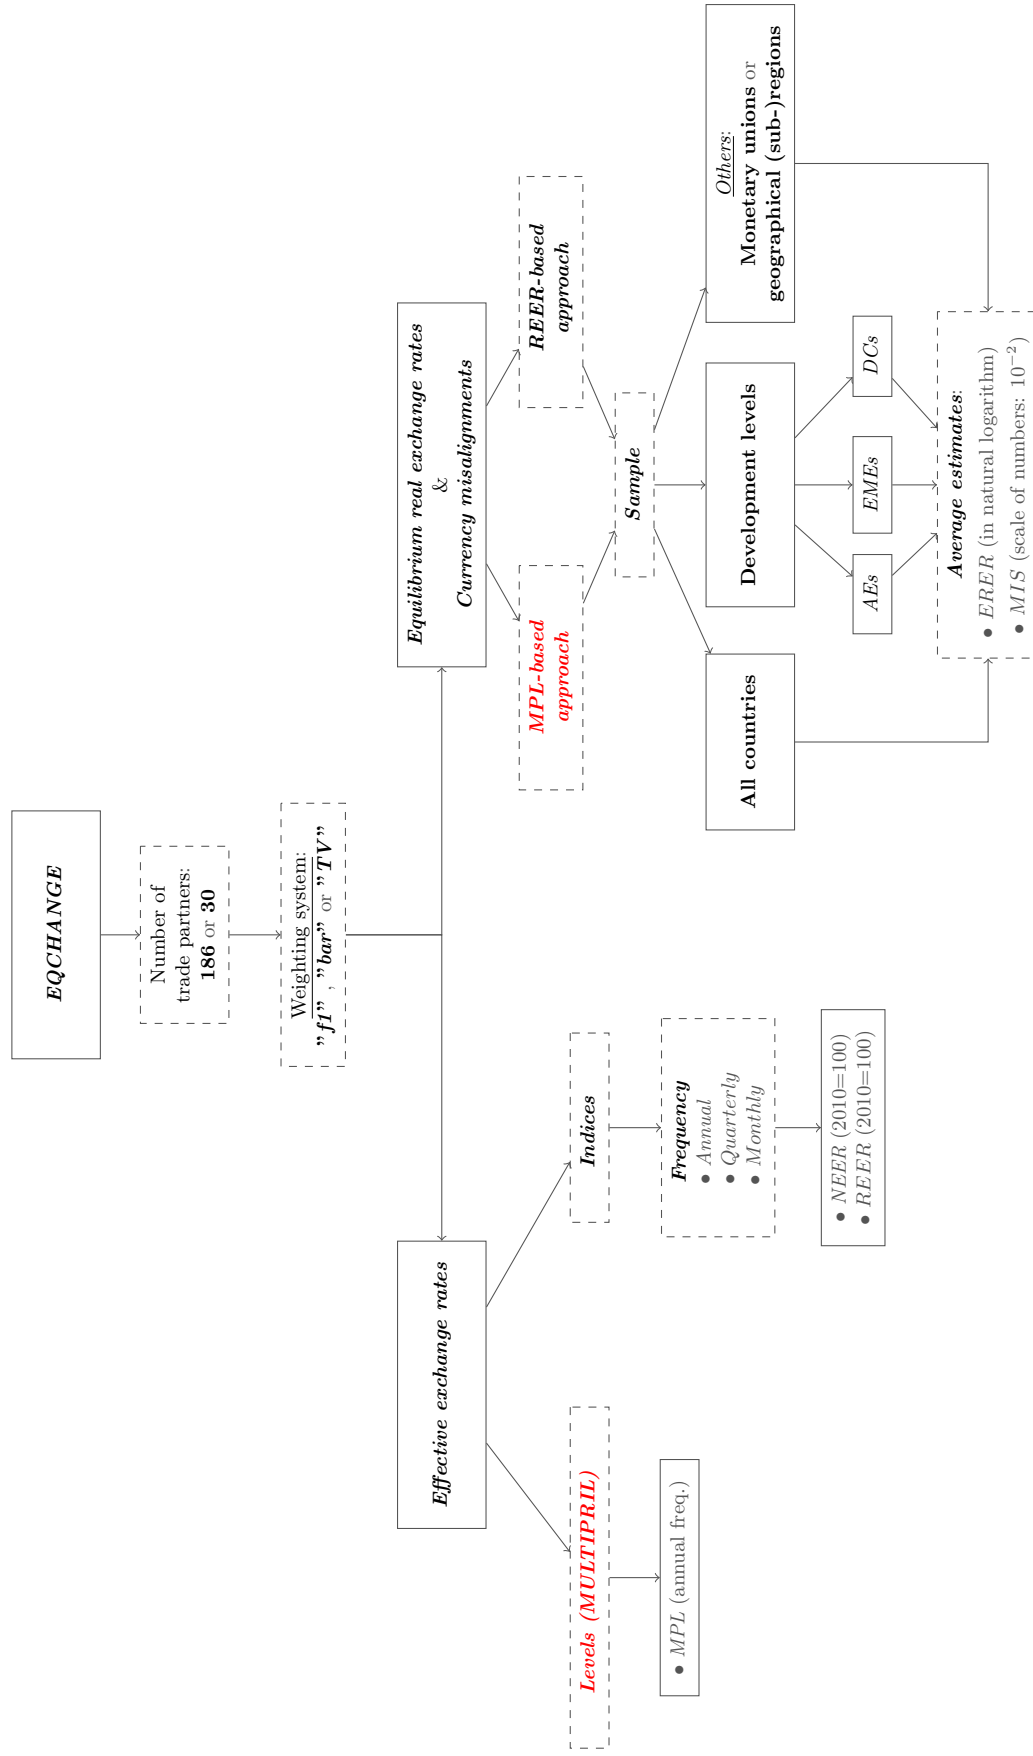 EQCHANGE
Number of
trade partners:
186 or 30
Weighting system:
”f1” , ”bar” or ”TV”
Effective exchange rates
Levels (MULTIPRIL)
• MPL (annual freq.)
Indices
Frequency
• Annual
• Quarterly
• Monthly
• NEER (2010=100)
• REER (2010=100)
Equilibrium real exchange rates
&
Currency misalignments
MPL-based
approach
REER-based
approach
Sample
All countries
Development levels
Others:
Monetary unions or
geographical (sub-)regions
AEs
EMEs
DCs
Average estimates:
• ERER (in natural logarithm)
• MIS (scale of numbers: 10⁻²)